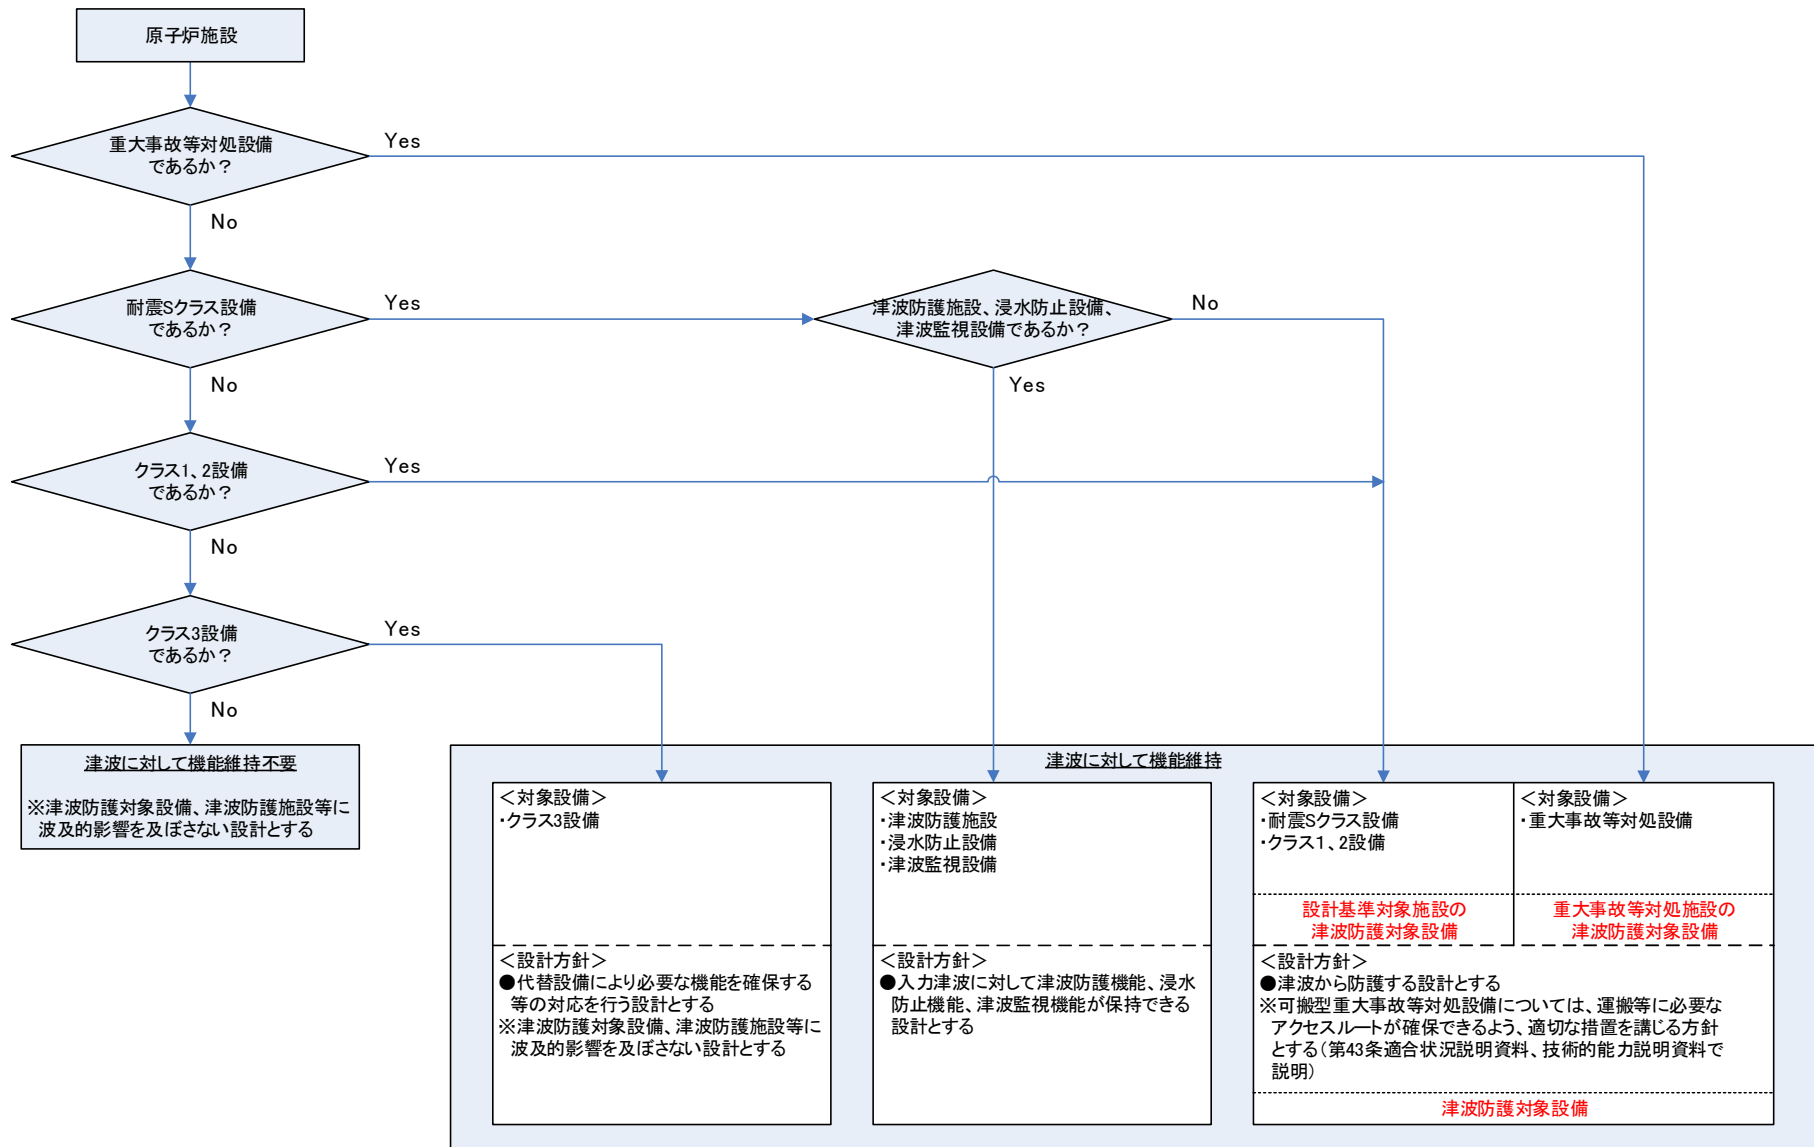 原子炉施設
重大事故等対処設備
であるか？
Yes
No
耐震Sクラス設備
であるか？
Yes
No
津波防護施設、浸水防止設備、
津波監視設備であるか？
No
Yes
クラス1、2設備
であるか？
Yes
No
クラス3設備
であるか？
Yes
No
津波に対して機能維持不要
※津波防護対象設備、津波防護施設等に
波及的影響を及ぼさない設計とする
津波に対して機能維持
＜対象設備＞
・クラス3設備
＜設計方針＞
●代替設備により必要な機能を確保する
等の対応を行う設計とする
※津波防護対象設備、津波防護施設等に
波及的影響を及ぼさない設計とする
＜対象設備＞
・津波防護施設
・浸水防止設備
・津波監視設備
＜設計方針＞
●入力津波に対して津波防護機能、浸水
防止機能、津波監視機能が保持できる
設計とする
＜対象設備＞
・耐震Sクラス設備
・クラス１、2設備
設計基準対象施設の
津波防護対象設備
＜対象設備＞
・重大事故等対処設備
重大事故等対処施設の
津波防護対象設備
＜設計方針＞
●津波から防護する設計とする
※可搬型重大事故等対処設備については、運搬等に必要な
アクセスルートが確保できるよう、適切な措置を講じる方針
とする（第43条適合状況説明資料、技術的能力説明資料で
説明）
津波防護対象設備